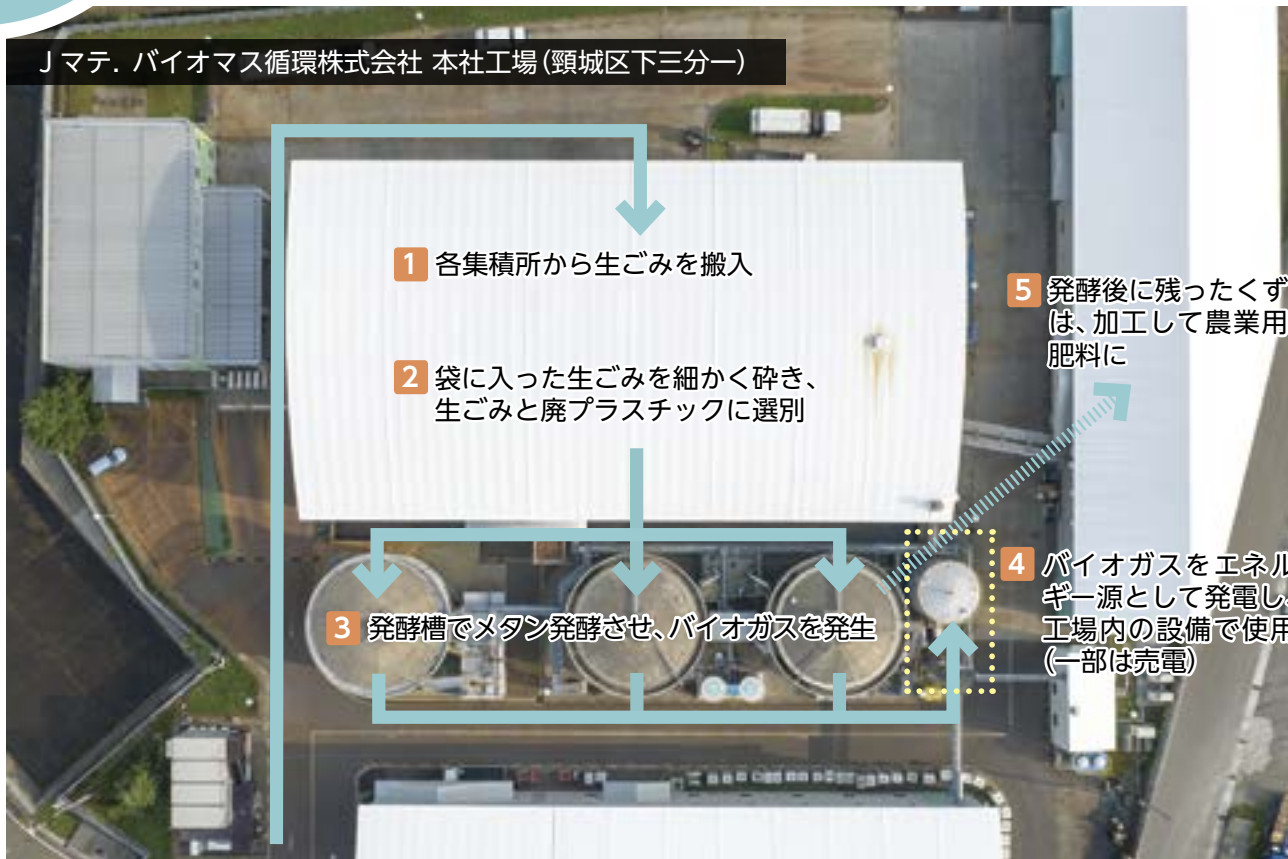 Jマテ. バイオマス循環株式会社 本社工場(頸城区下三分一)
1 各集積所から生ごみを搬入
2 袋に入った生ごみを細かく砕き、
生ごみと廃プラスチックに選別
3 発酵槽でメタン発酵させ、バイオガスを発生
4 バイオガスをエネル
ギー源として発電し
工場内の設備で使用
(一部は売電)
5 発酵後に残ったくず
は、加工して農業用
肥料に